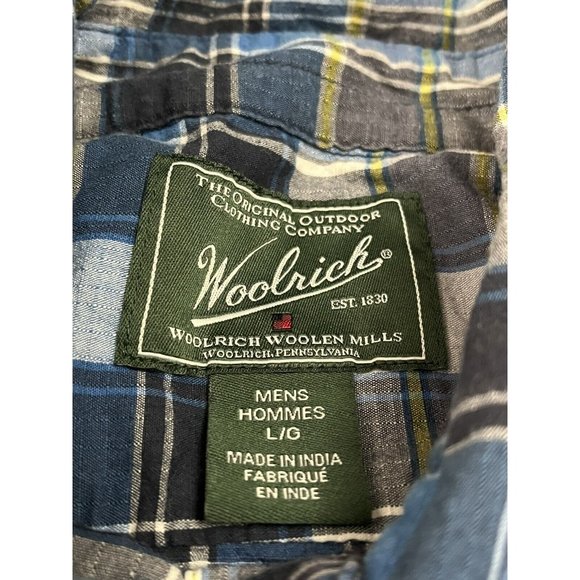 THE ORIGINAL OUTDOOR
CLOTHING COMPANY
Woolrich®
EST. 1830
WOOLRICH WOOLEN MILLS
WOOLRICH, PENNSYLVANIA
MENS
HOMMES
L/G
MADE IN INDIA
FABRIQUÉ
EN INDE